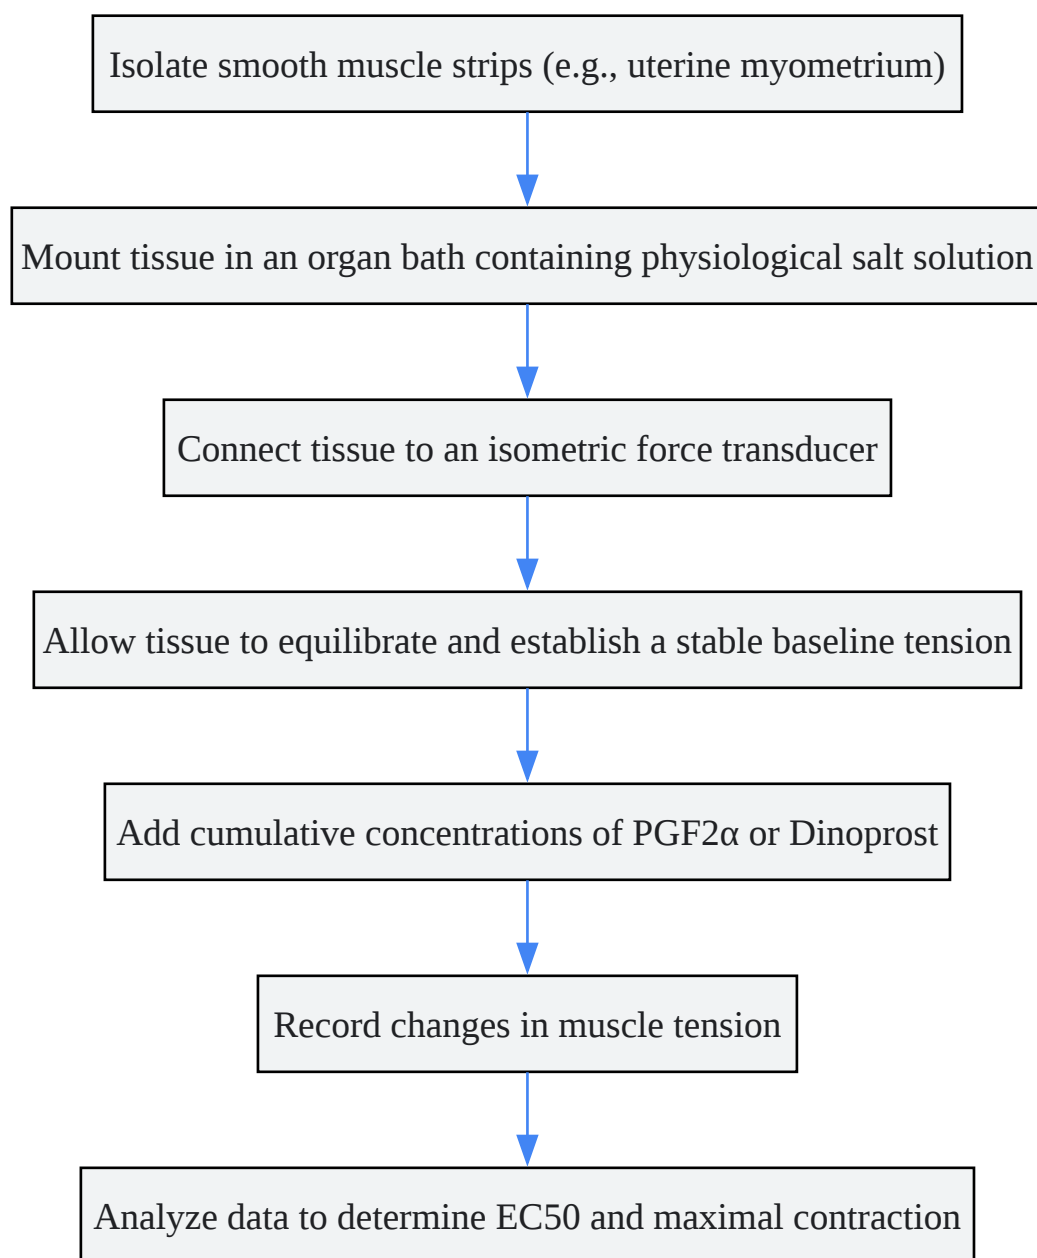 Isolate smooth muscle strips (e.g., uterine myometrium)
Mount tissue in an organ bath containing physiological salt solution
Connect tissue to an isometric force transducer
Allow tissue to equilibrate and establish a stable baseline tension
Add cumulative concentrations of PGF2α or Dinoprost
Record changes in muscle tension
Analyze data to determine EC50 and maximal contraction